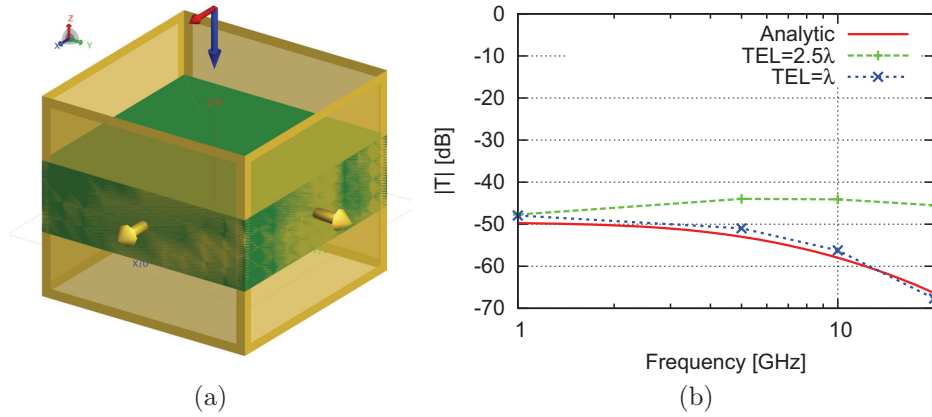 Z
X
Y
(a)
0
-10
-20
-30
-40
-50
-60
-70
|T| [dB]
Analytic
TEL=2.5λ
TEL=λ
1
10
Frequency [GHz]
(b)